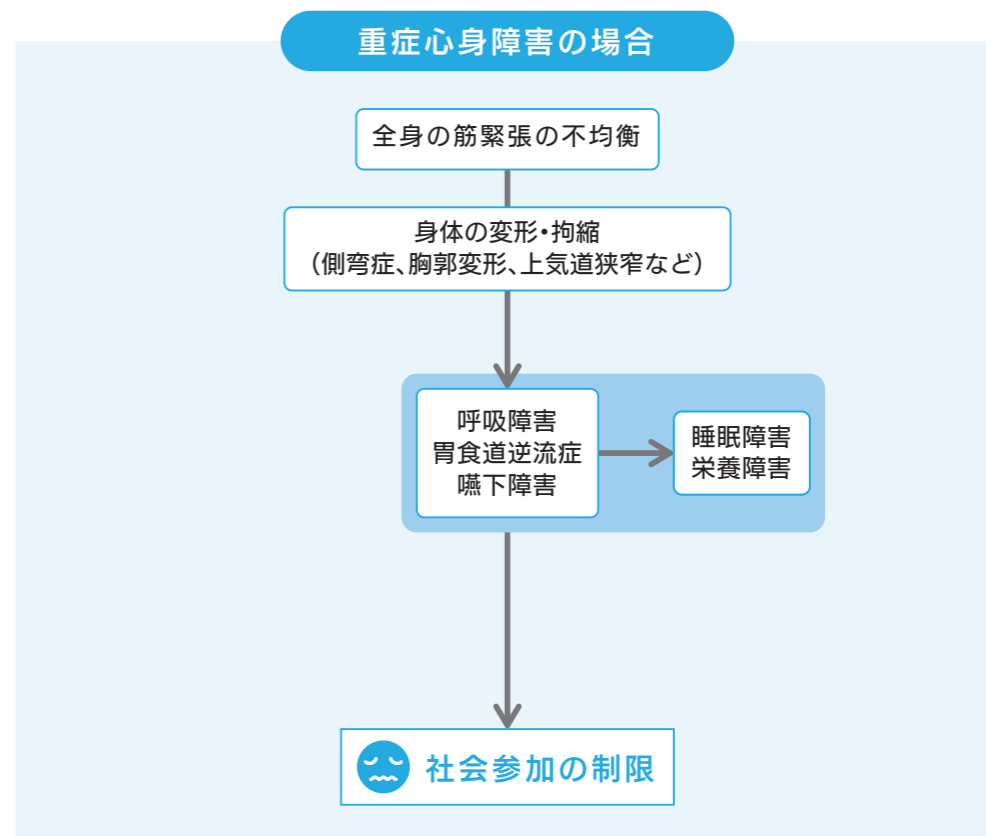 重症心身障害の場合
全身の筋緊張の不均衡
身体の変形・拘縮
（側弯症、胸郭変形、上気道狭窄など）
呼吸障害
胃食道逆流症
嚥下障害
睡眠障害
栄養障害
社会参加の制限